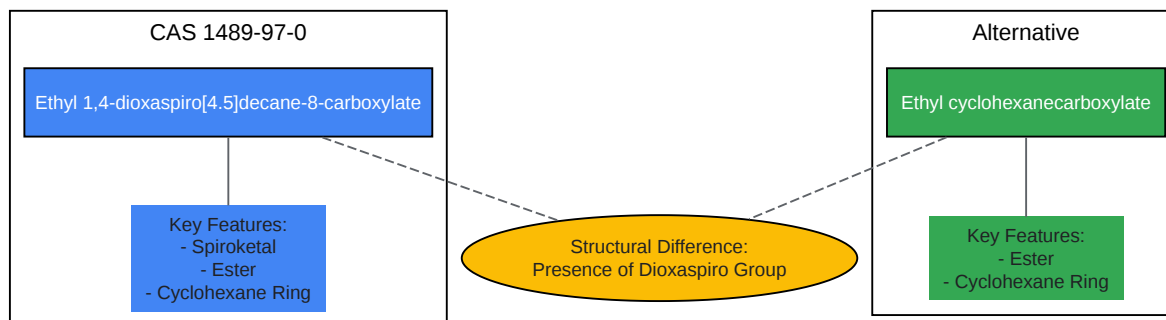 CAS 1489-97-0
Ethyl 1,4-dioxaspiro[4.5]decane-8-carboxylate
Key Features:
- Spiroketal
- Ester
- Cyclohexane Ring
Structural Difference:
Presence of Dioxaspiro Group
Alternative
Ethyl cyclohexanecarboxylate
Key Features:
- Ester
- Cyclohexane Ring